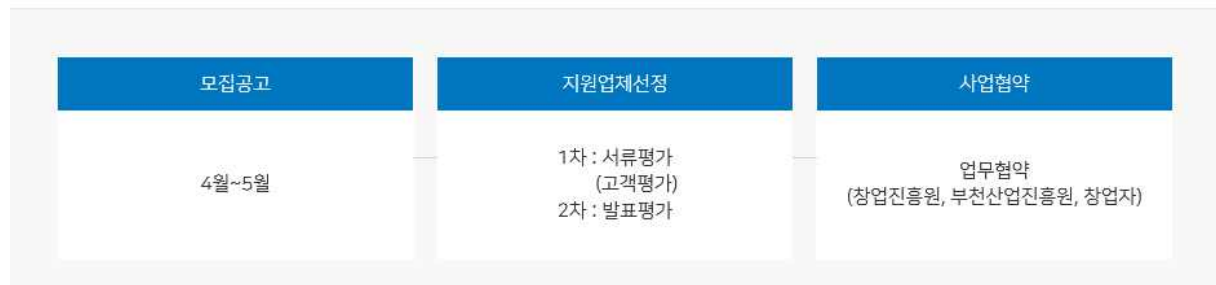 모집공고
4월~5월
지원업체선정
1차 : 서류평가
(고객평가)
2차 : 발표평가
사업협약
업무협약
(창업진흥원, 부천산업진흥원, 창업자)